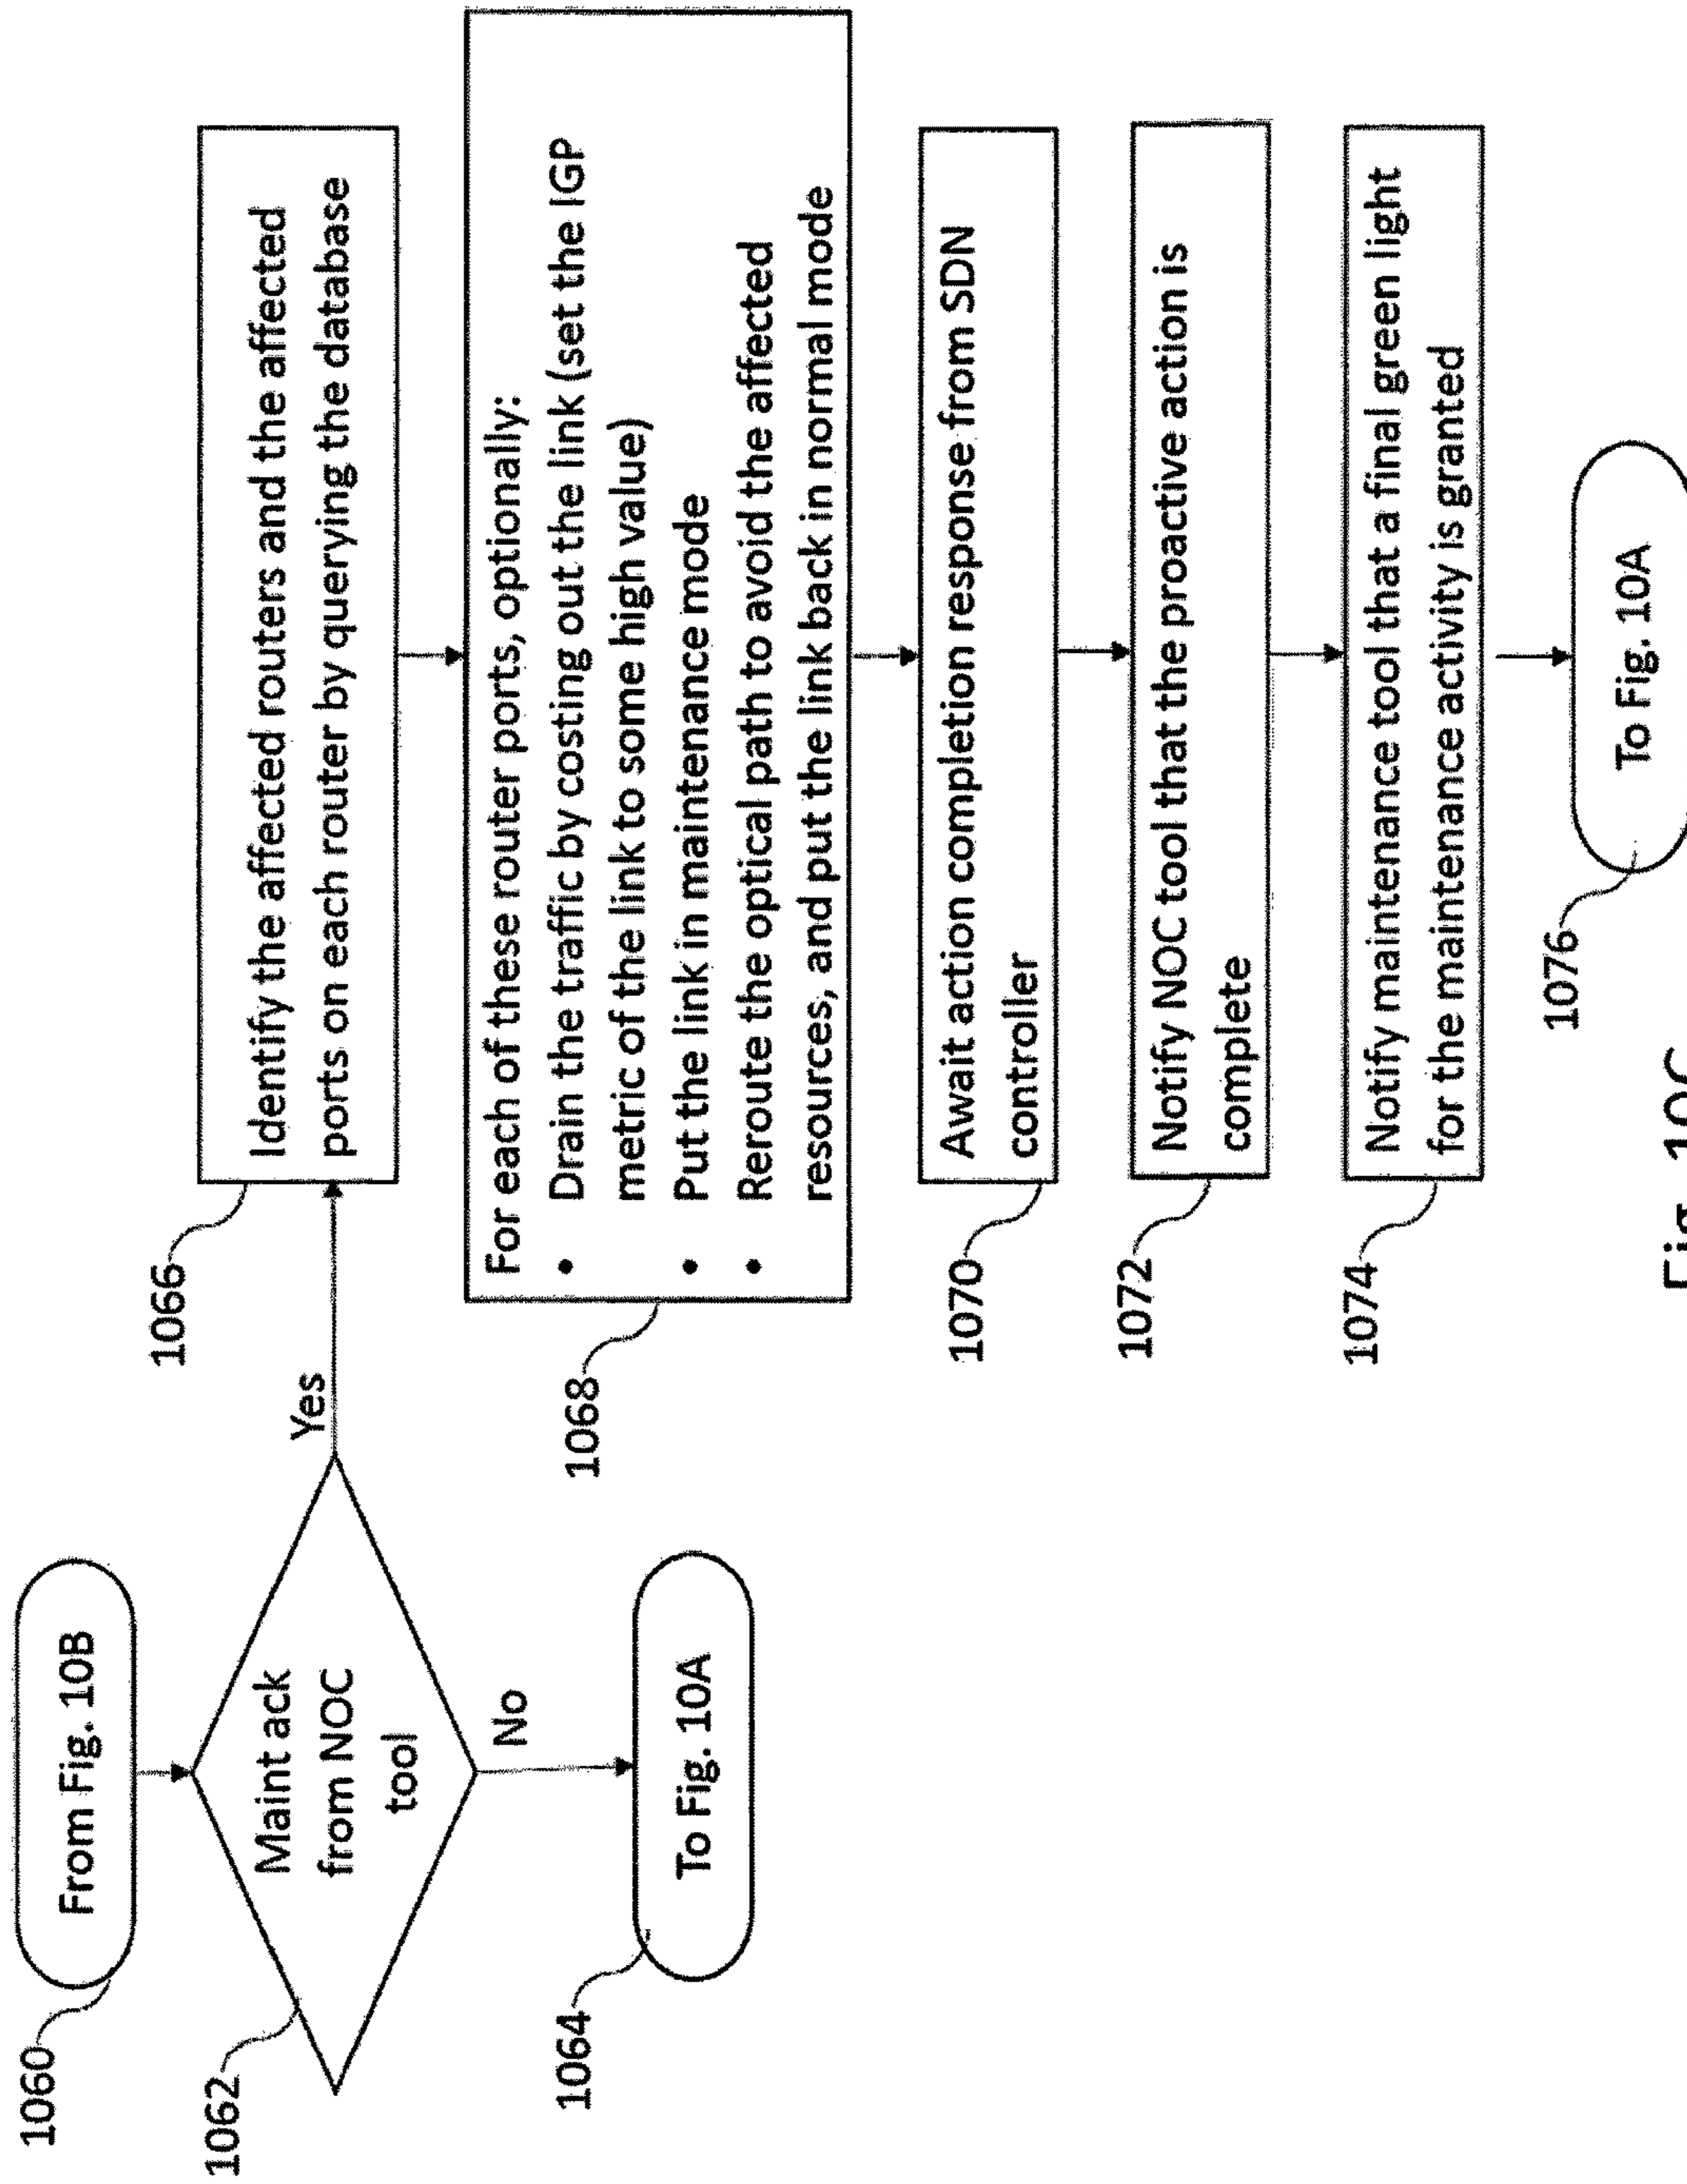 1060
From Fig. 10B
1062
Maint ack
from NOC
tool
Yes
No
1064
To Fig. 10A
1066
Identify the affected routers and the affected
ports on each router by querying the database
1068
For each of these router ports, optionally:
• Drain the traffic by costing out the link (set the IGP
metric of the link to some high value)
• Put the link in maintenance mode
• Reroute the optical path to avoid the affected
resources, and put the link back in normal mode
1070
Await action completion response from SDN
controller
1072
Notify NOC tool that the proactive action is
complete
1074
Notify maintenance tool that a final green light
for the maintenance activity is granted
1076
To Fig. 10A
Fig. 10C